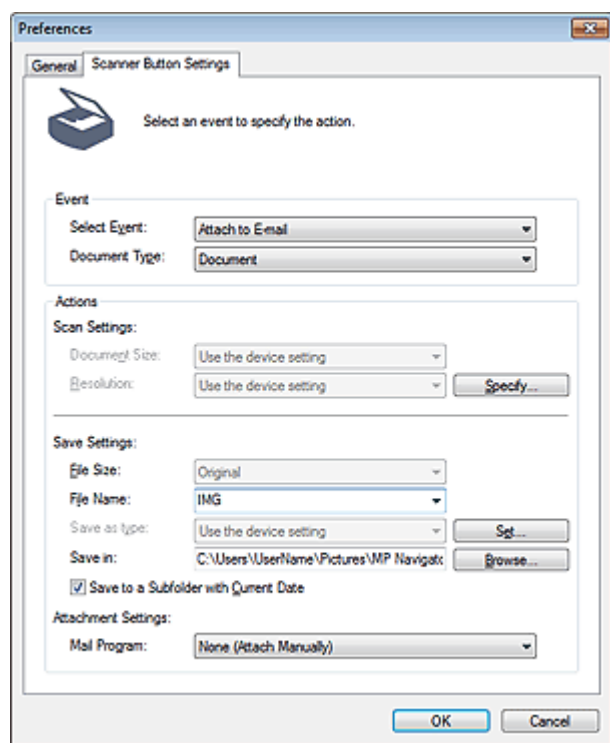 Preferences
General Scanner Button Settings
Select an event to specify the action.
Event
Select Event: Attach to E-mail
Document Type: Document
Actions
Scan Settings:
Document Size: Use the device setting
Resolution: Use the device setting Specify...
Save Settings:
File Size: Original
File Name: IMG
Save as type: Use the device setting Set...
Save in: C:\Users\UserName\Pictures\MP Navigato Browse...
Save to a Subfolder with Current Date
Attachment Settings:
Mail Program: None (Attach Manually)
OK Cancel